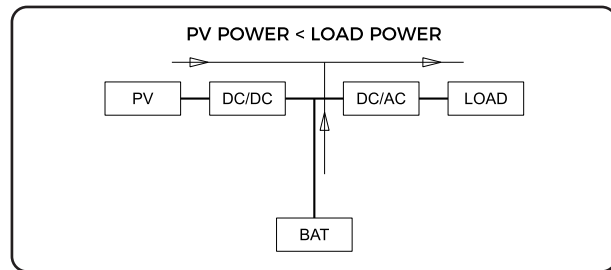 PV POWER < LOAD POWER
PV DC/DC DC/AC LOAD
BAT